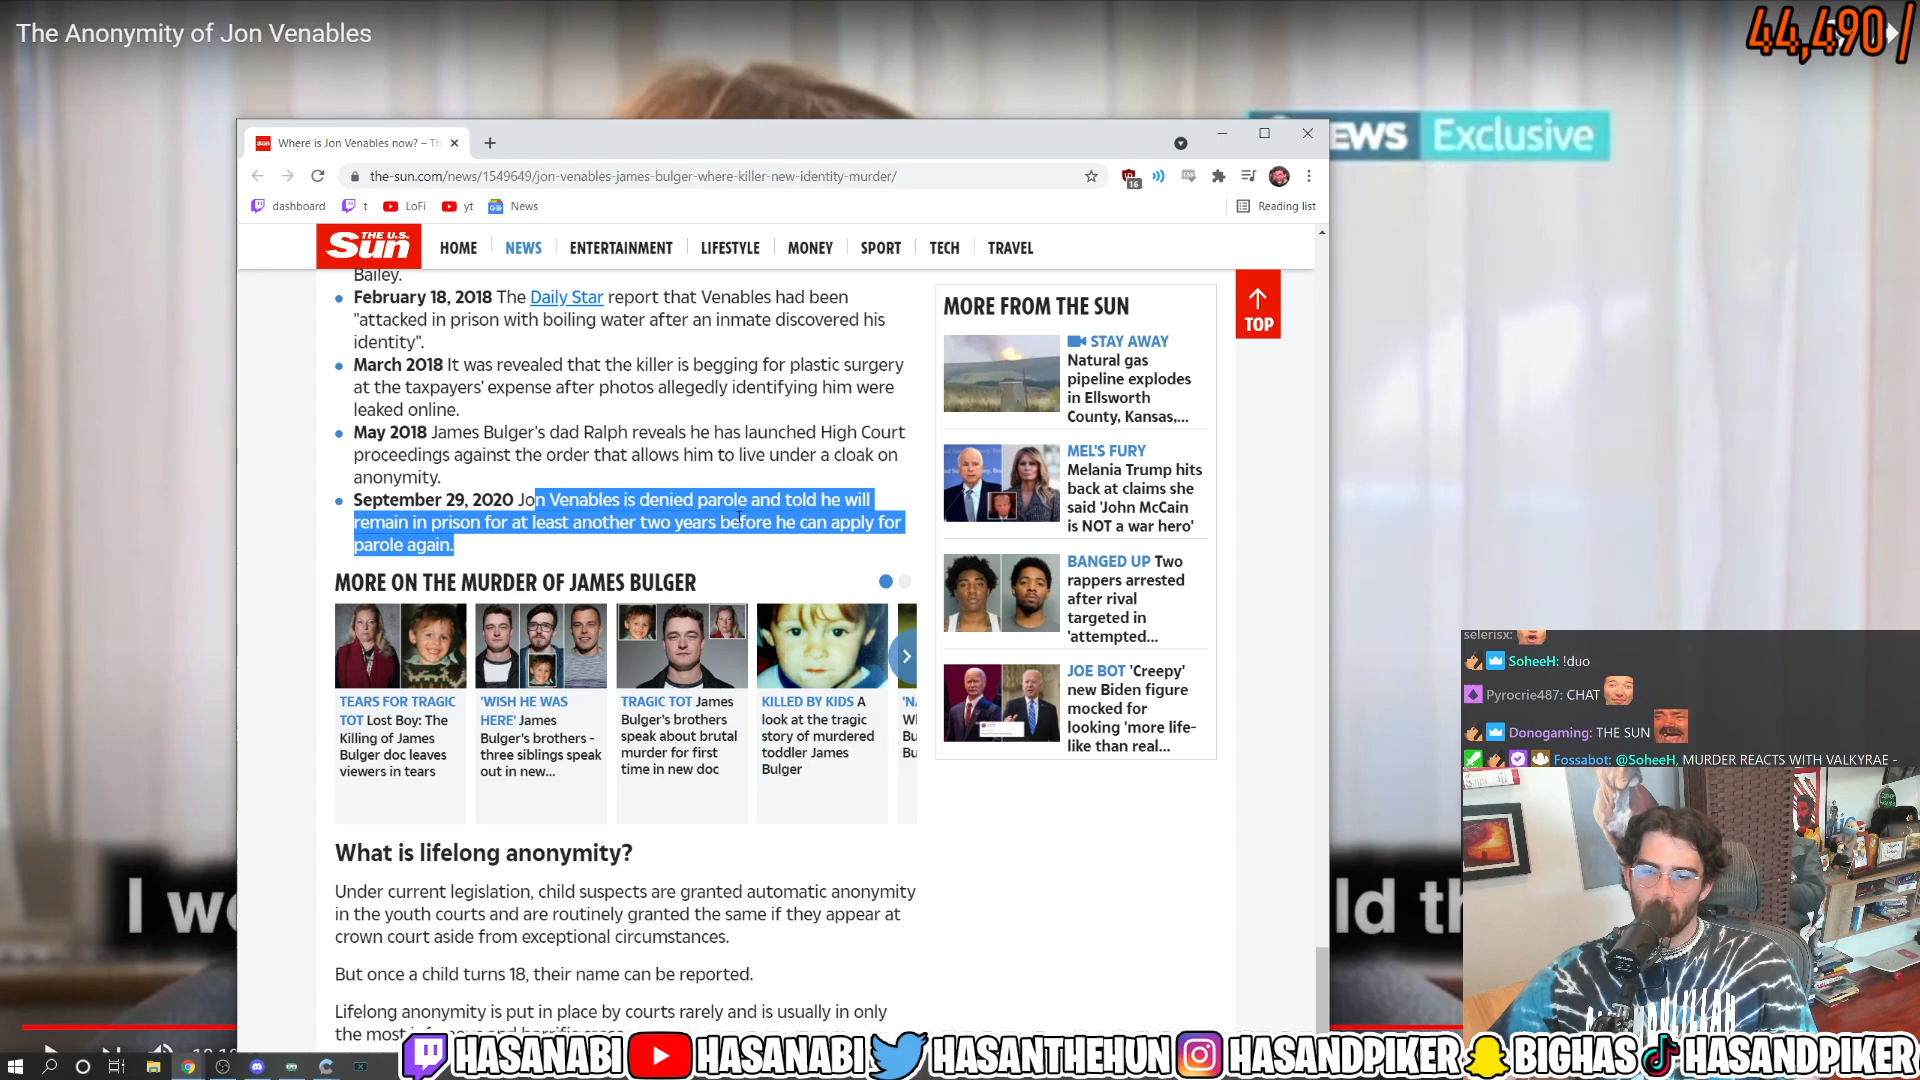 The Anonymity of Jon Venables
44,490 /
EWS Exclusive
Where is Jon Venables now? – Th
the-sun.com/news/1549649/jon-venables-james-bulger-where-killer-new-identity-murder/
16
dashboard t LoFi yt News
Reading list
THE U.S. Sun HOME NEWS ENTERTAINMENT LIFESTYLE MONEY SPORT TECH TRAVEL
Bailey.
February 18, 2018 The Daily Star report that Venables had been
"attacked in prison with boiling water after an inmate discovered his
identity".
March 2018 It was revealed that the killer is begging for plastic surgery
at the taxpayers' expense after photos allegedly identifying him were
leaked online.
May 2018 James Bulger's dad Ralph reveals he has launched High Court
proceedings against the order that allows him to live under a cloak on
anonymity.
September 29, 2020 Jon Venables is denied parole and told he will
remain in prison for at least another two years before he can apply for
parole again.
MORE ON THE MURDER OF JAMES BULGER
TEARS FOR TRAGIC
TOT Lost Boy: The
Killing of James
Bulger doc leaves
viewers in tears
'WISH HE WAS
HERE' James
Bulger's brothers -
three siblings speak
out in new...
TRAGIC TOT James
Bulger's brothers
speak about brutal
murder for first
time in new doc
KILLED BY KIDS A
look at the tragic
story of murdered
toddler James
Bulger
'N
Wh
Bu
Bu
What is lifelong anonymity?
Under current legislation, child suspects are granted automatic anonymity
in the youth courts and are routinely granted the same if they appear at
crown court aside from exceptional circumstances.
But once a child turns 18, their name can be reported.
Lifelong anonymity is put in place by courts rarely and is usually in only
the most
MORE FROM THE SUN
STAY AWAY
Natural gas
pipeline explodes
in Ellsworth
County, Kansas,...
MEL'S FURY
Melania Trump hits
back at claims she
said 'John McCain
is NOT a war hero'
BANGED UP Two
rappers arrested
after rival
targeted in
'attempted...
JOE BOT 'Creepy'
new Biden figure
mocked for
looking 'more life-
like than real...
TOP
I w
ld th
selerisx:
SoheeH: !duo
Pyrocrie487: CHAT
Donogaming: THE SUN
Fossabot: @SoheeH, MURDER REACTS WITH VALKYRAE -
HASANABI HASANABI HASANTHEHUN HASANDPIKER BIGHAS HASANDPIKER